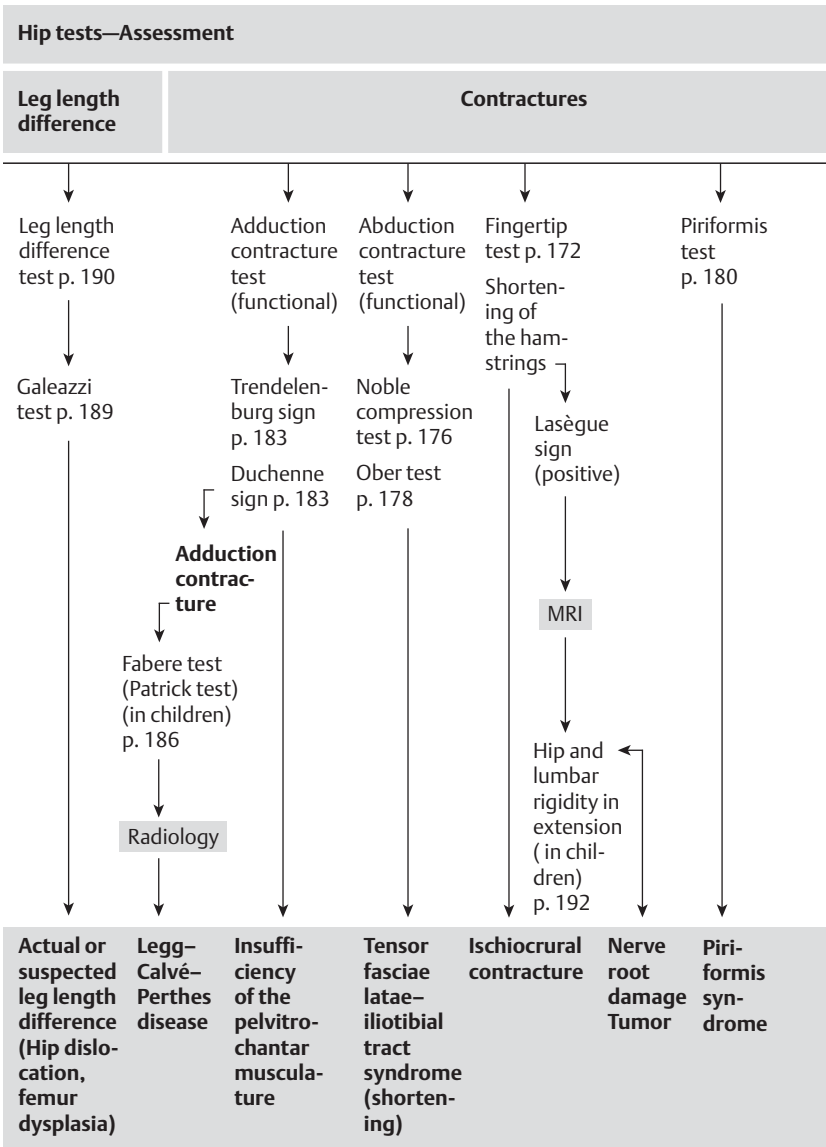 Hip tests—Assessment
Leg length
difference
Contractures
Leg length
difference
test p. 190
Galeazzi
test p. 189
Adduction
contracture
test
(functional)
Trendelen-
burg sign
p. 183
Duchenne
sign p. 183
Adduction
contrac-
ture
Fabere test
(Patrick test)
(in children)
p. 186
Radiology
Abduction
contracture
test
(functional)
Noble
compression
test p. 176
Ober test
p. 178
Fingertip
test p. 172
Shorten-
ing of
the ham-
strings
Lasègue
sign
(positive)
MRI
Hip and
lumbar
rigidity in
extension
( in chil-
dren)
p. 192
Piriformis
test
p. 180
Actual or
suspected
leg length
difference
(Hip dislo-
cation,
femur
dysplasia)
Legg–
Calvé–
Perthes
disease
Insuffi-
ciency
of the
pelvitro-
chantar
muscula-
ture
Tensor
fasciae
latae–
iliotibial
tract
syndrome
(shorten-
ing)
Ischiocrural
contracture
Nerve
root
damage
Tumor
Piri-
formis
syn-
drome